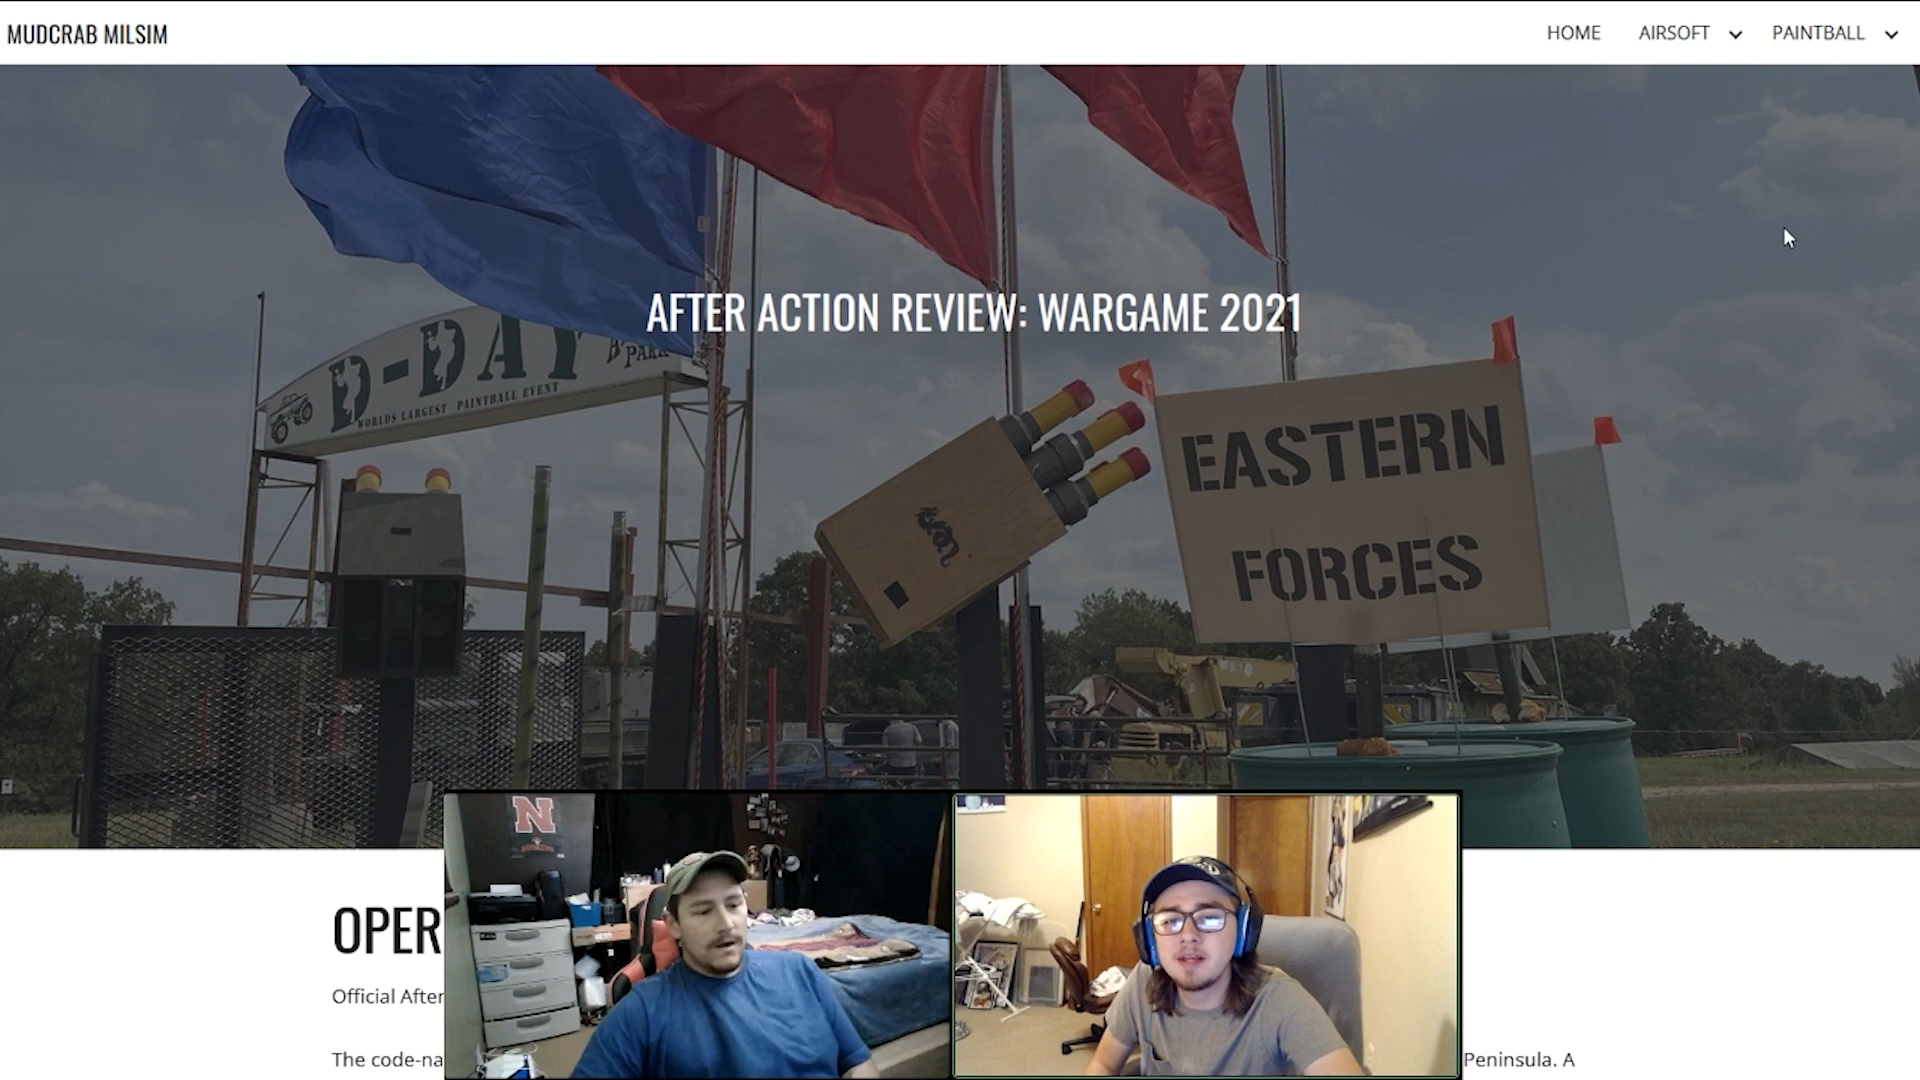 MUDCRAB MILSIM
HOME AIRSOFT PAINTBALL
AFTER ACTION REVIEW: WARGAME 2021
D-DAY
PARK
WORLDS LARGEST PAINTBALL EVENT
EASTERN
FORCES
N
OPER
Official After
The code-na
Peninsula. A